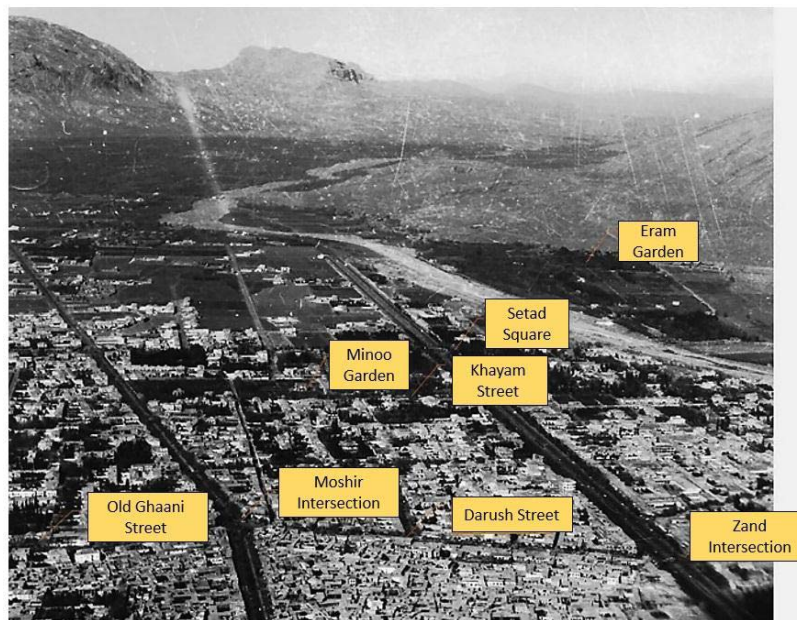 Eram
Garden
Setad
Square
Minoo
Garden
Khayam
Street
Moshir
Intersection
Old Ghaani
Street
Darush Street
Zand
Intersection